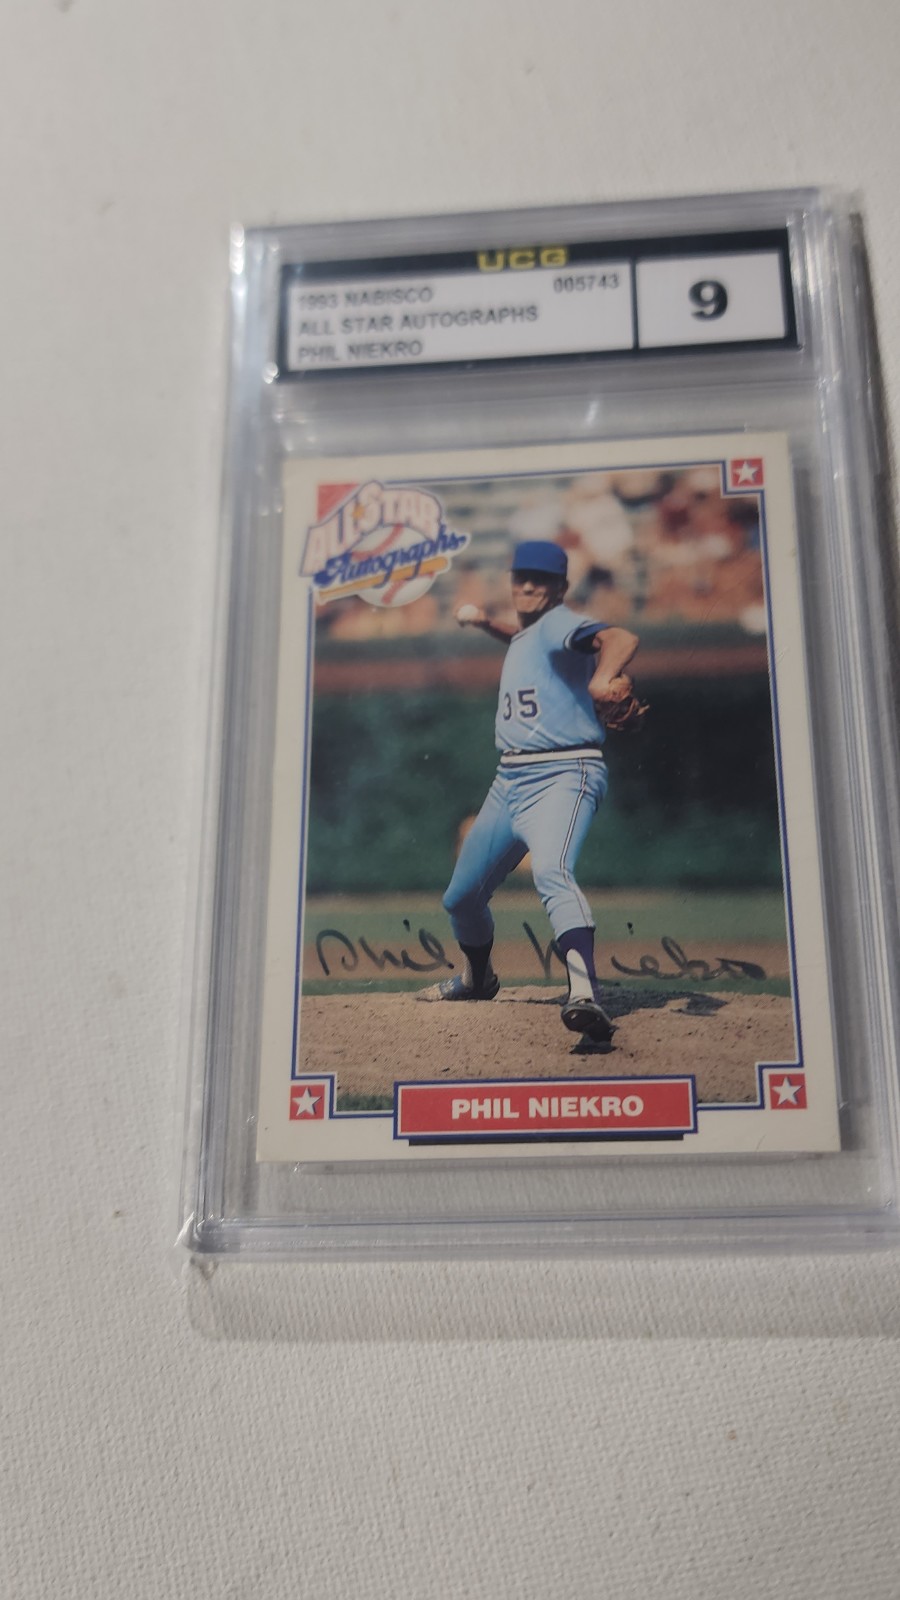 UCG
1993 NABISCO 005743 9
ALL STAR AUTOGRAPHS
PHIL NIEKRO
ALL STAR
Autographs
35
Phil Niekro
PHIL NIEKRO